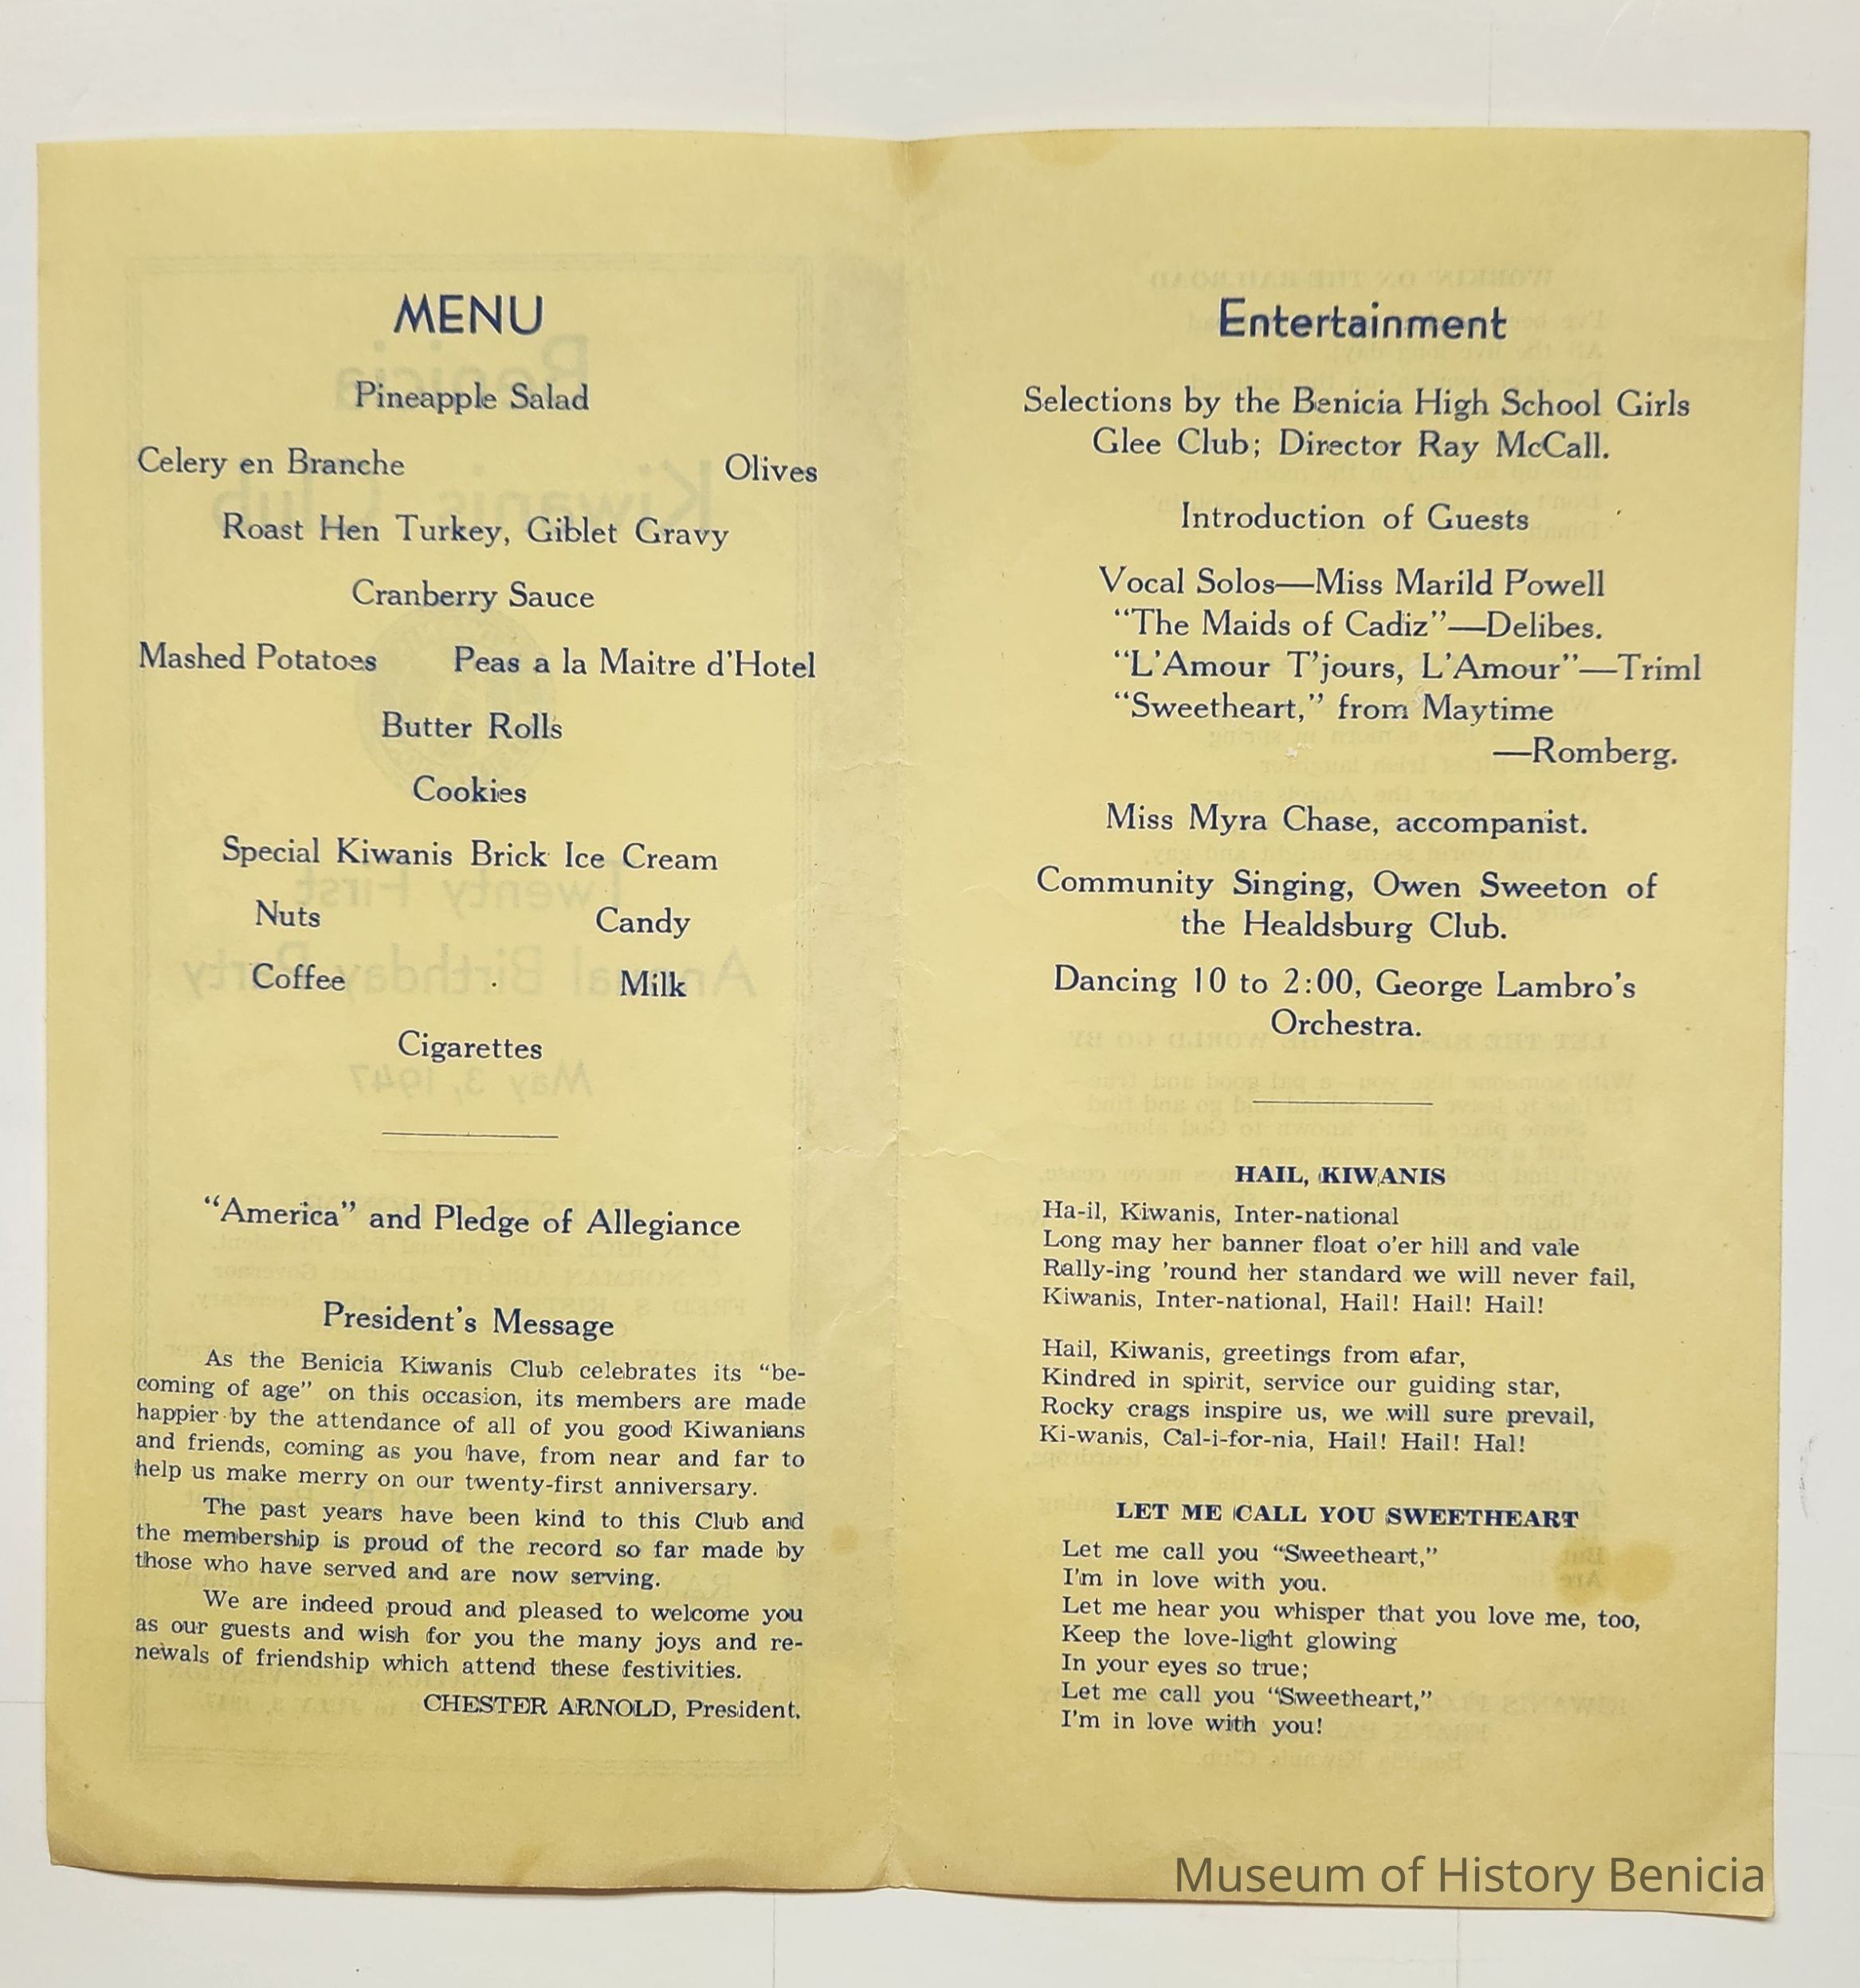 MENU
Pineapple Salad
Celery en Branche Olives
Roast Hen Turkey, Giblet Gravy
Cranberry Sauce
Mashed Potatoes Peas a la Maitre d'Hotel
Butter Rolls
Cookies
Special Kiwanis Brick Ice Cream
Nuts Candy
Coffee Milk
Cigarettes
"America" and Pledge of Allegiance
President's Message
As the Benicia Kiwanis Club celebrates its "be-
coming of age" on this occasion, its members are made
happier by the attendance of all of you good Kiwanians
and friends, coming as you have, from near and far to
help us make merry on our twenty-first anniversary.
The past years have been kind to this Club and
the membership is proud of the record so far made by
those who have served and are now serving.
We are indeed proud and pleased to welcome you
as our guests and wish for you the many joys and re-
newals of friendship which attend these festivities.
CHESTER ARNOLD, President.
Entertainment
Selections by the Benicia High School Girls
Glee Club; Director Ray McCall.
Introduction of Guests
Vocal Solos—Miss Marild Powell
"The Maids of Cadiz"—Delibes.
"L'Amour T'jours, L'Amour"—Triml
"Sweetheart," from Maytime
—Romberg.
Miss Myra Chase, accompanist.
Community Singing, Owen Sweeton of
the Healdsburg Club.
Dancing 10 to 2:00, George Lambro's
Orchestra.
HAIL, KIWANIS
Ha-il, Kiwanis, Inter-national
Long may her banner float o'er hill and vale
Rally-ing 'round her standard we will never fail,
Kiwanis, Inter-national, Hail! Hail! Hail!
Hail, Kiwanis, greetings from afar,
Kindred in spirit, service our guiding star,
Rocky crags inspire us, we will sure prevail,
Ki-wanis, Cal-i-for-nia, Hail! Hail! Hal!
LET ME CALL YOU SWEETHEART
Let me call you "Sweetheart,"
I'm in love with you.
Let me hear you whisper that you love me, too,
Keep the love-light glowing
In your eyes so true;
Let me call you "Sweetheart,"
I'm in love with you!
Museum of History Benicia